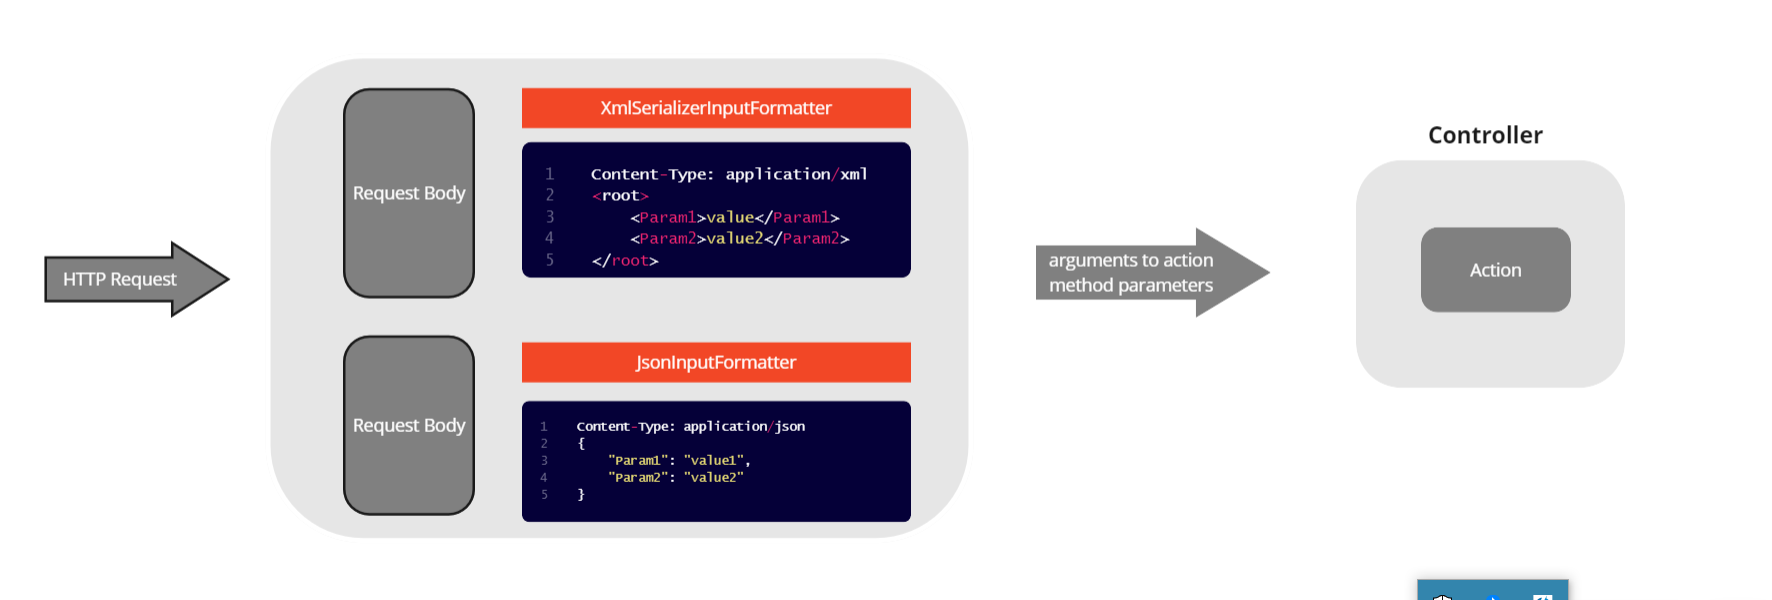 HTTP Request
Request Body
XmlSerializerInputFormatter
1 Content-Type: application/xml
2 <root>
3 <Param1>value</Param1>
4 <Param2>value2</Param2>
5 </root>
Request Body
JsonInputFormatter
1 Content-Type: application/json
2 {
3 "Param1": "value1",
4 "Param2": "value2"
5 }
arguments to action
method parameters
Controller
Action